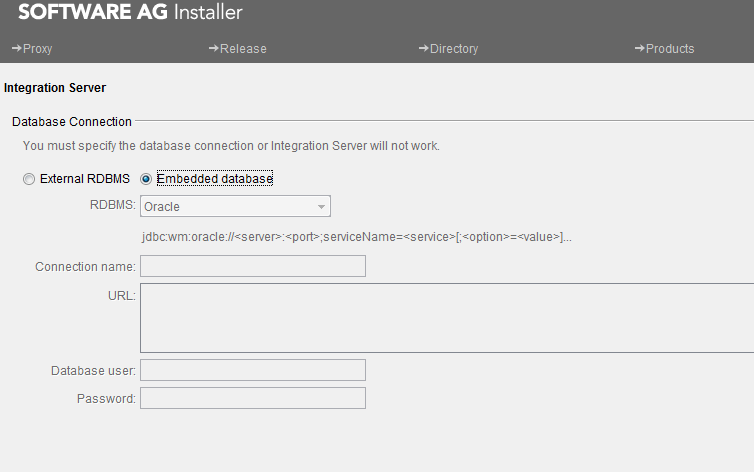 SOFTWARE AG Installer
→Proxy →Release →Directory →Products
Integration Server
Database Connection
You must specify the database connection or Integration Server will not work.
External RDBMS Embedded database
RDBMS: Oracle
jdbc:wm:oracle://<server>:<port>;serviceName=<service>[;<option>=<value>]...
Connection name:
URL:
Database user:
Password: